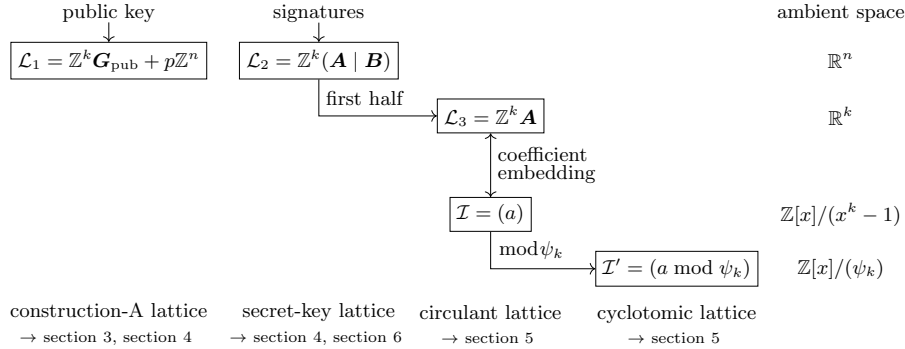 public key signatures ambient space
ℒ₁ = ℤᵏ𝑮_pub + pℤⁿ ℒ₂ = ℤᵏ(𝑨 | 𝑩) ℝⁿ
first half
ℒ₃ = ℤᵏ𝑨 ℝᵏ
coefficient
embedding
ℐ = (a) ℤ[x]/(xᵏ − 1)
mod ψₖ
ℐ′ = (a mod ψₖ) ℤ[x]/(ψₖ)
construction-A lattice secret-key lattice circulant lattice cyclotomic lattice
→ section 3, section 4 → section 4, section 6 → section 5 → section 5